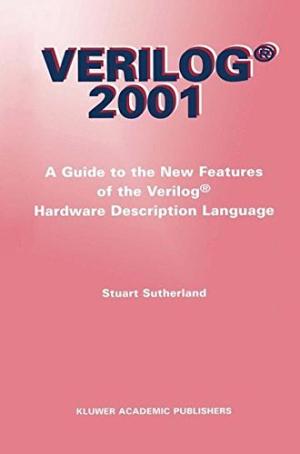 VERILOG®
2001
A Guide to the New Features
of the Verilog®
Hardware Description Language
Stuart Sutherland
KLUWER ACADEMIC PUBLISHERS